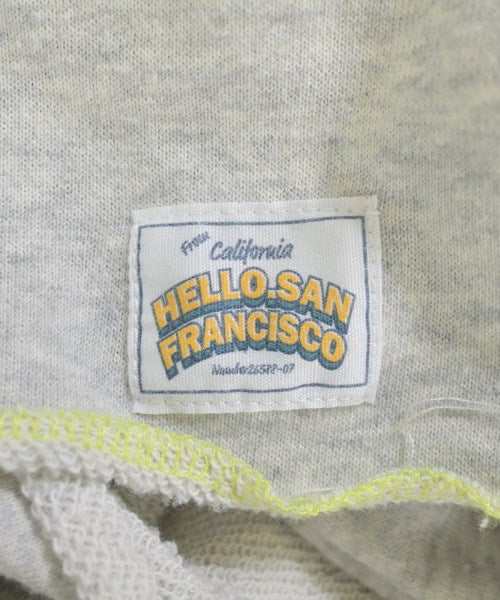 From
California
HELLO.SAN
FRANCISCO
Number26588-07